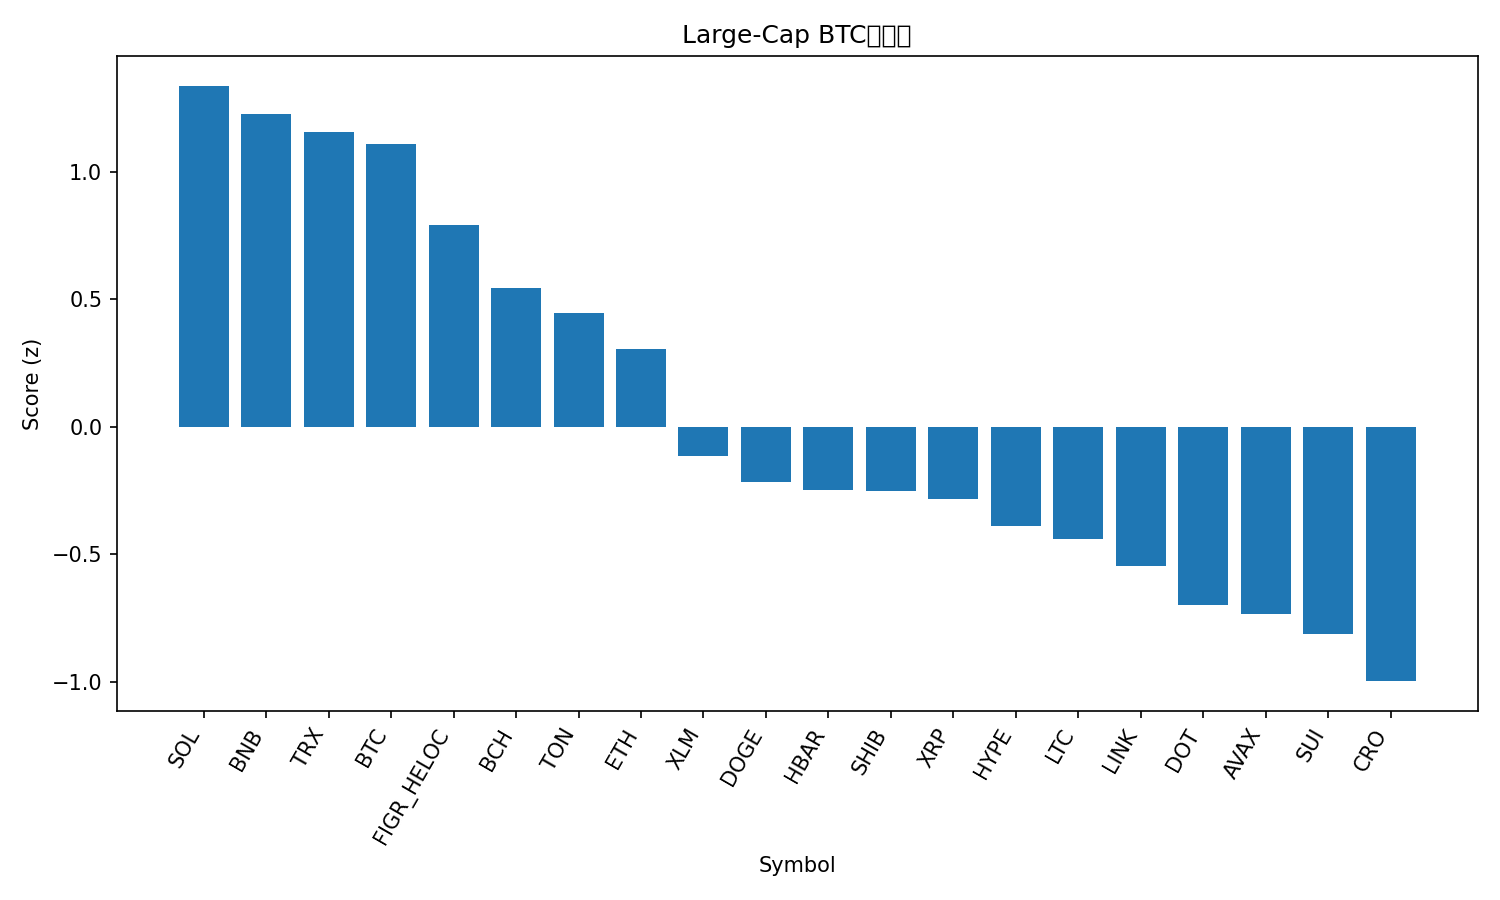 Large-Cap BTC
Score (z)
1.0
0.5
0.0
−0.5
−1.0
SOL
BNB
TRX
BTC
FIGR_HELOC
BCH
TON
ETH
XLM
DOGE
HBAR
SHIB
XRP
HYPE
LTC
LINK
DOT
AVAX
SUI
CRO
Symbol